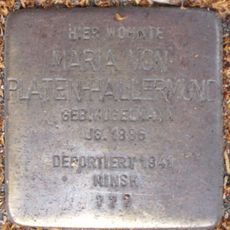 HIER WOHNTE
MARIA VON
PLATEN-HALLERMUND
JG. 1895
DEPORTIERT 1941
MINSK
???